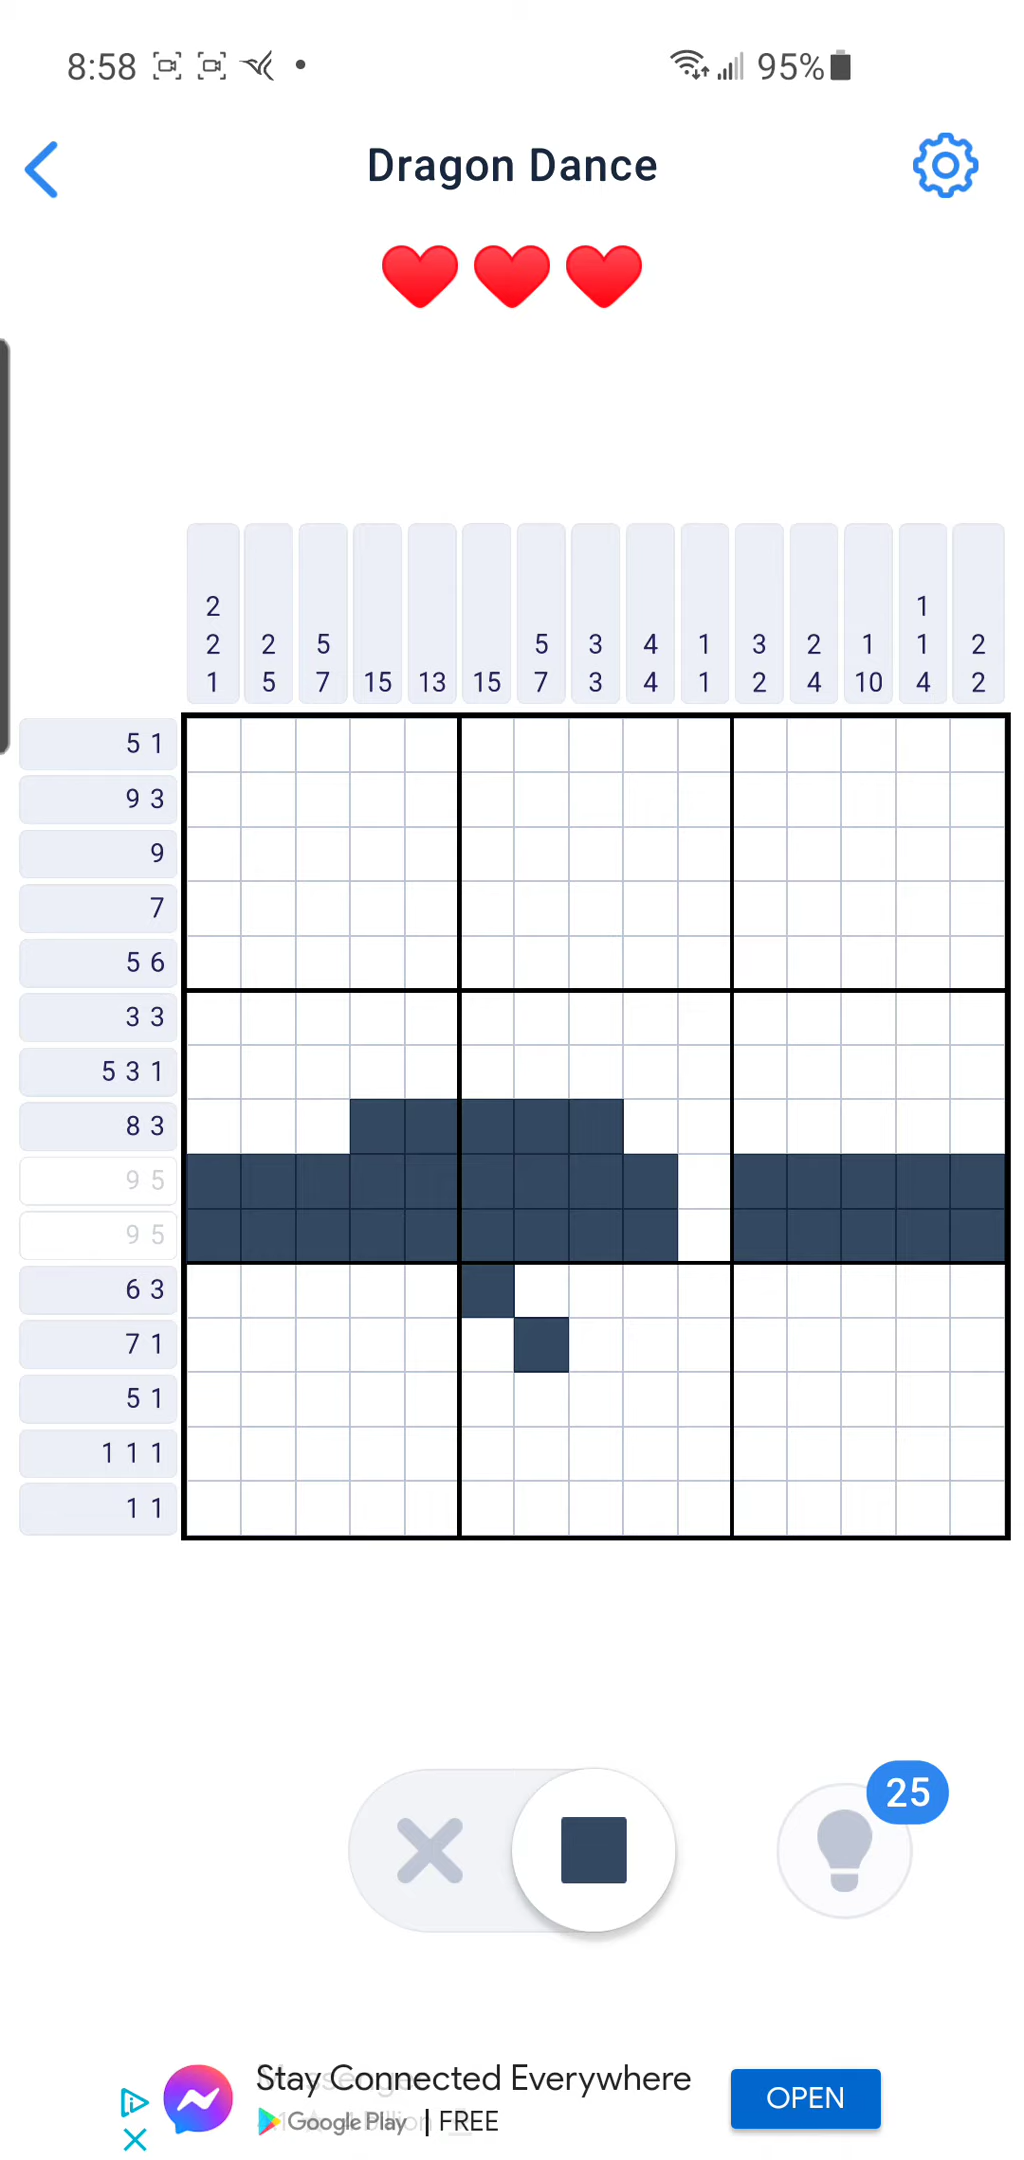 8:58 95%
Dragon Dance
1
2 1
2 2 5 5 3 4 1 3 2 1 1 2
1 5 7 15 13 15 7 3 4 1 2 4 10 4 2
5 1
9 3
9
7
5 6
3 3
5 3 1
8 3
9 5
9 5
6 3
7 1
5 1
1 1 1
1 1
25
Stay Connected Everywhere
Google Play | FREE
OPEN